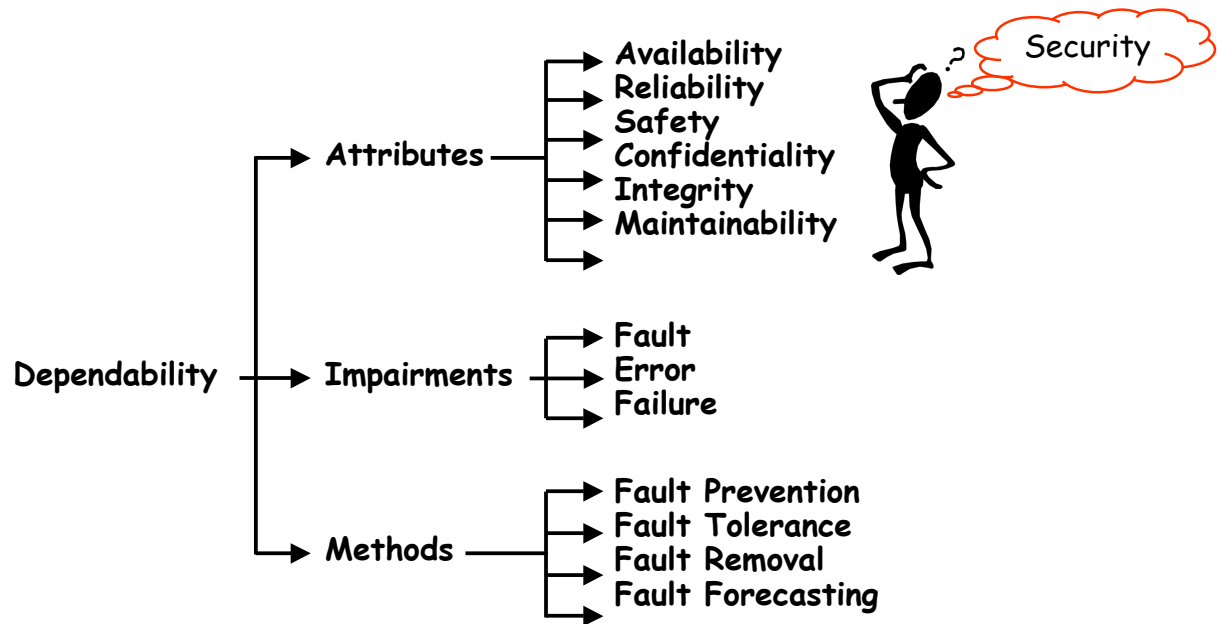 Security
?
Availability
Reliability
Safety
Confidentiality
Integrity
Maintainability
Attributes
Fault
Error
Failure
Dependability
Impairments
Fault Prevention
Fault Tolerance
Fault Removal
Fault Forecasting
Methods